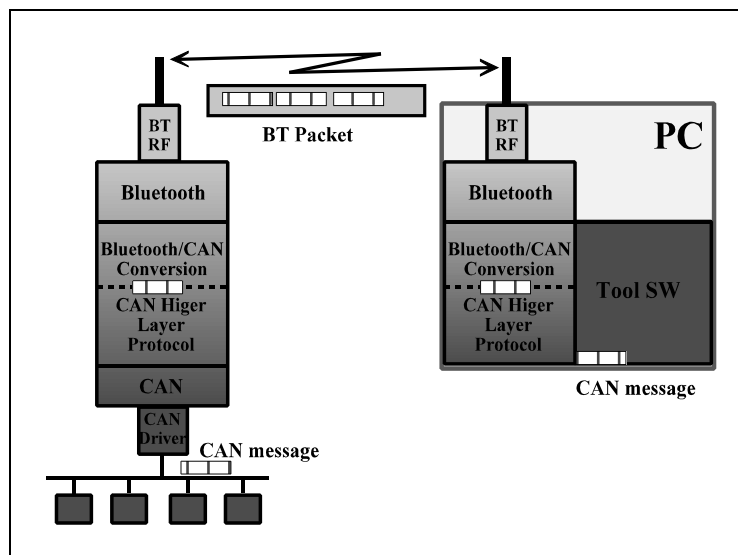 BT
RF
BT Packet
Bluetooth
Bluetooth/CAN
Conversion
CAN Higer
Layer
Protocol
CAN
CAN
Driver
CAN message
PC
BT
RF
Bluetooth
Bluetooth/CAN
Conversion
CAN Higer
Layer
Protocol
Tool SW
CAN message